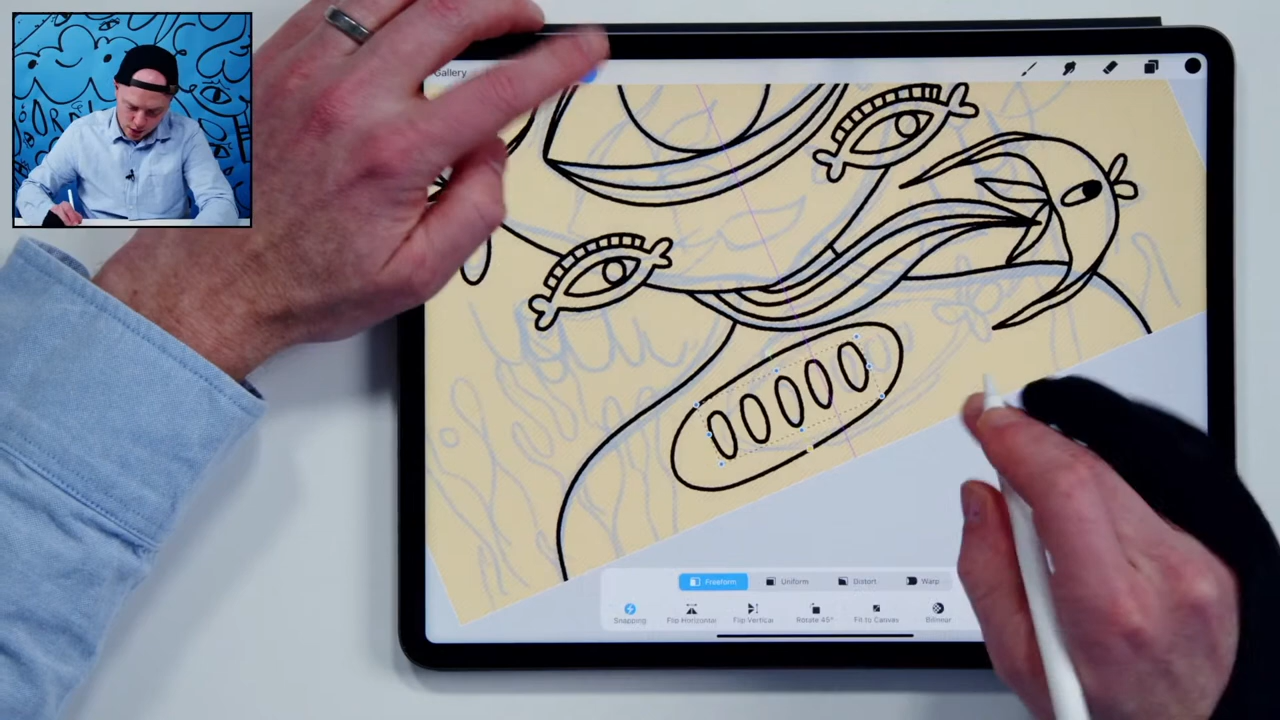 Gallery
Freeform Uniform Distort Warp
Snapping Flip Horizontal Flip Vertical Rotate 45° Fit to Canvas Bilinear